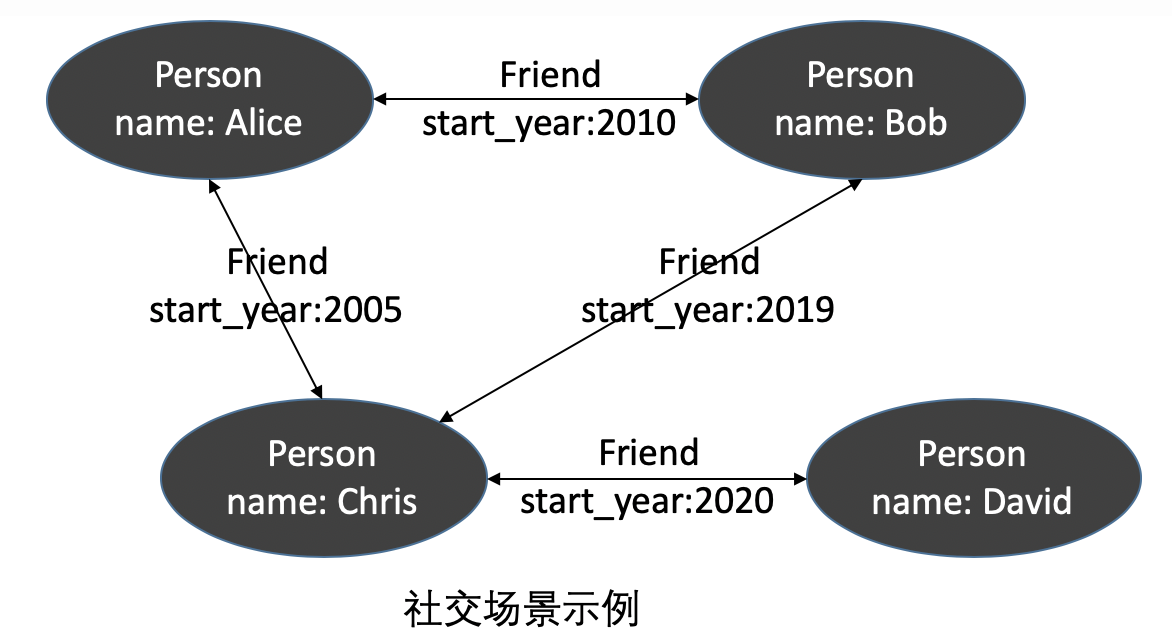 Person
name: Alice
Friend
start_year:2010
Person
name: Bob
Friend
start_year:2005
Friend
start_year:2019
Person
name: Chris
Friend
start_year:2020
Person
name: David
社交场景示例